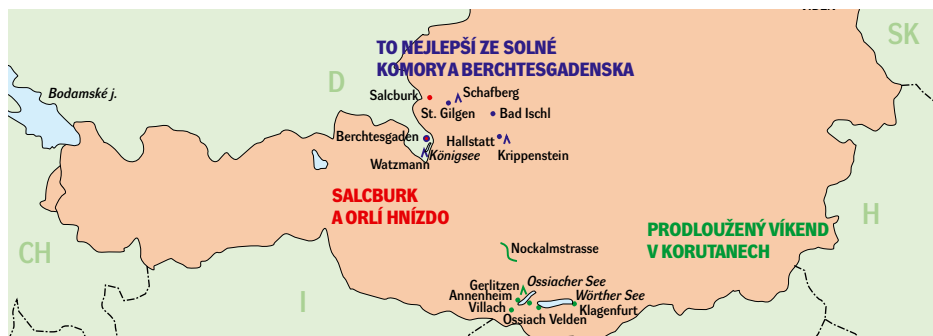 SK
TO NEJLEPŠÍ ZE SOLNÉ
KOMORY A BERCHTESGADENSKA
D
Bodamské j.
Salcburk
Schafberg
St. Gilgen
Bad Ischl
Berchtesgaden
Hallstatt
Königsee
Krippenstein
Watzmann
SALCBURK
A ORLÍ HNÍZDO
H
PRODLOUŽENÝ VÍKEND
V KORUTANECH
CH
Nockalmstrasse
I
Gerlitzen
Ossiacher See
Annenheim
Wörther See
Villach
Klagenfurt
Ossiach
Velden